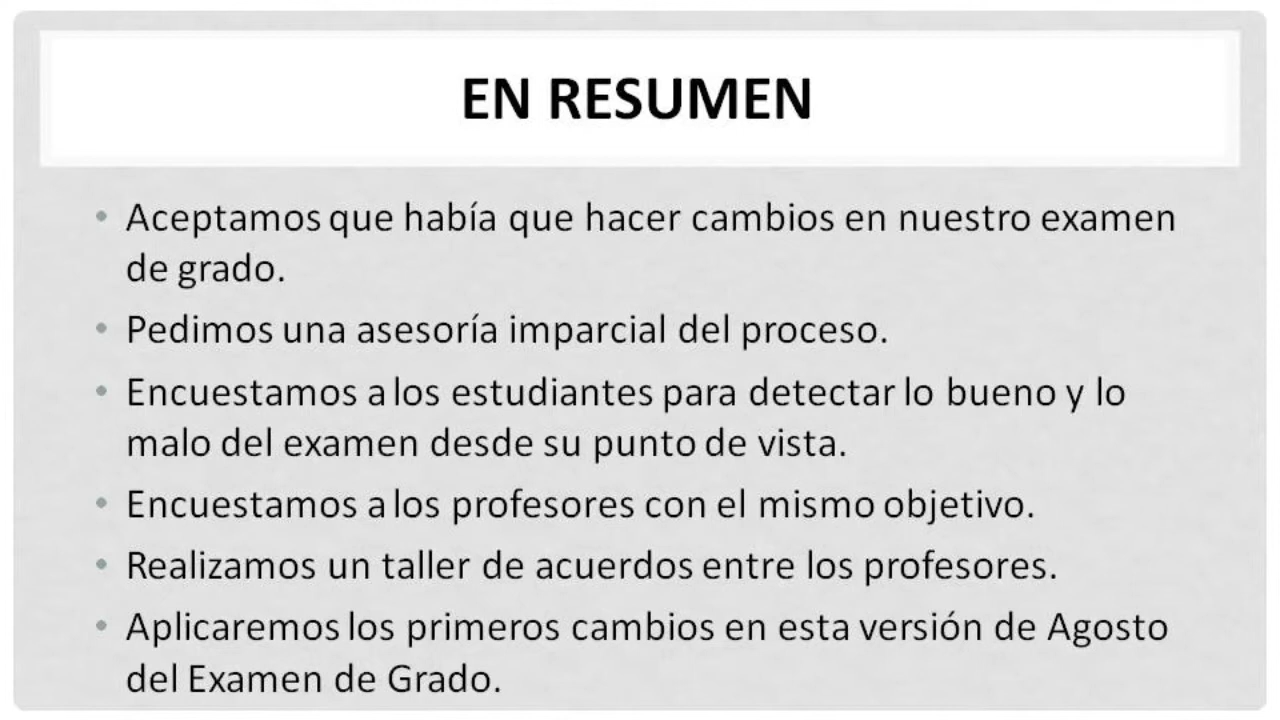 EN RESUMEN
• Aceptamos que había que hacer cambios en nuestro examen
de grado.
• Pedimos una asesoría imparcial del proceso.
• Encuestamos a los estudiantes para detectar lo bueno y lo
malo del examen desde su punto de vista.
• Encuestamos a los profesores con el mismo objetivo.
• Realizamos un taller de acuerdos entre los profesores.
• Aplicaremos los primeros cambios en esta versión de Agosto
del Examen de Grado.